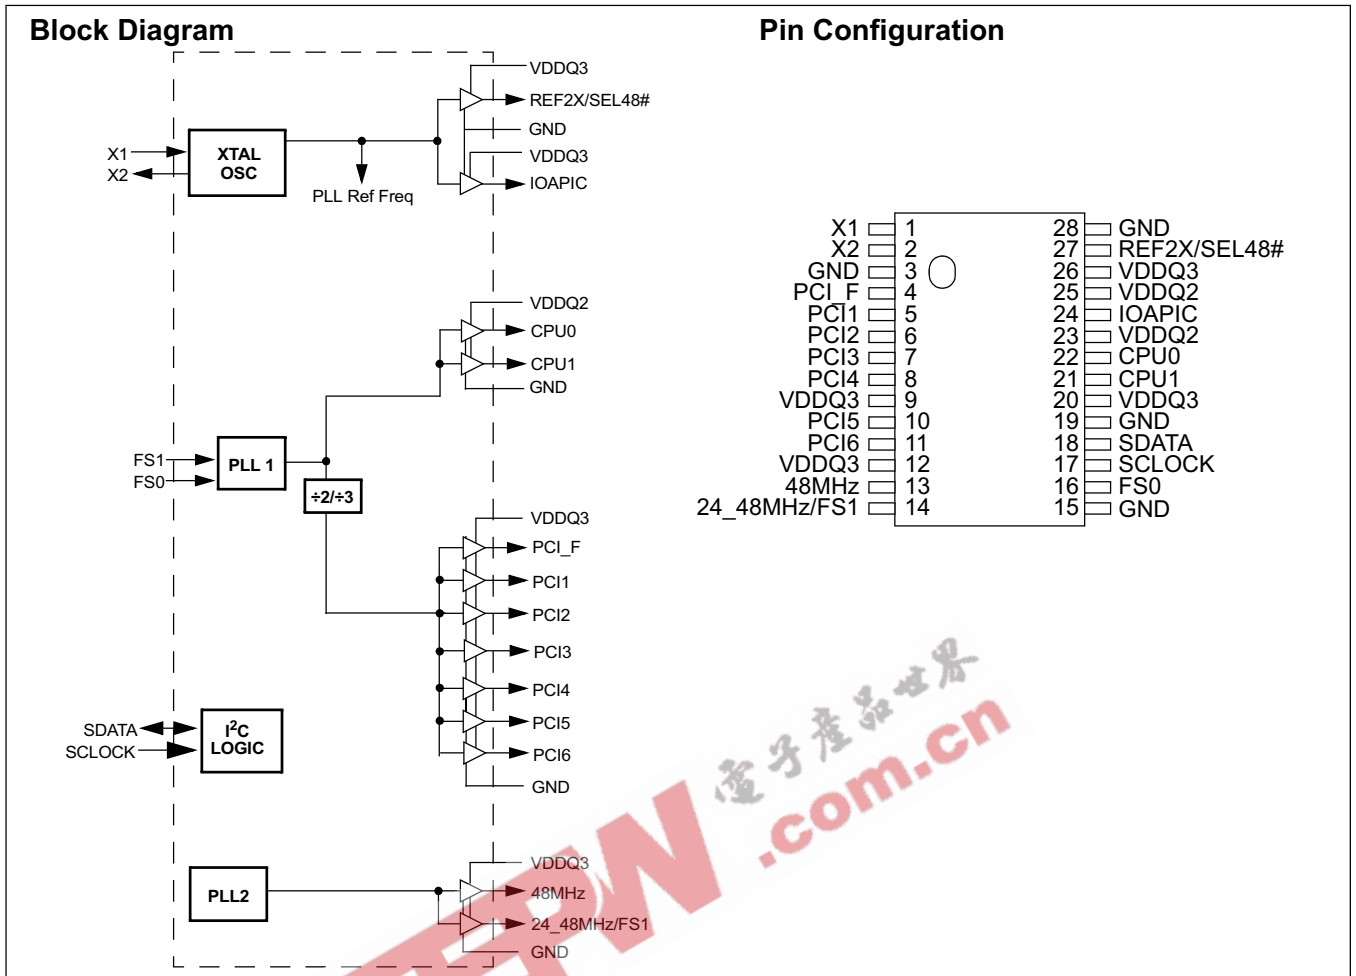 Block Diagram
VDDQ3
REF2X/SEL48#
GND
X1
X2
XTAL
OSC
VDDQ3
IOAPIC
PLL Ref Freq
VDDQ2
CPU0
CPU1
GND
FS1
FS0
PLL 1
÷2/÷3
VDDQ3
PCI_F
PCI1
PCI2
PCI3
PCI4
PCI5
PCI6
GND
SDATA
SCLOCK
I²C
LOGIC
PLL2
VDDQ3
48MHz
24_48MHz/FS1
GND
Pin Configuration
X1 1 28 GND
X2 2 27 REF2X/SEL48#
GND 3 26 VDDQ3
PCI_F 4 25 VDDQ2
PCI1 5 24 IOAPIC
PCI2 6 23 VDDQ2
PCI3 7 22 CPU0
PCI4 8 21 CPU1
VDDQ3 9 20 VDDQ3
PCI5 10 19 GND
PCI6 11 18 SDATA
VDDQ3 12 17 SCLOCK
48MHz 13 16 FS0
24_48MHz/FS1 14 15 GND
電子產品世界
.com.cn